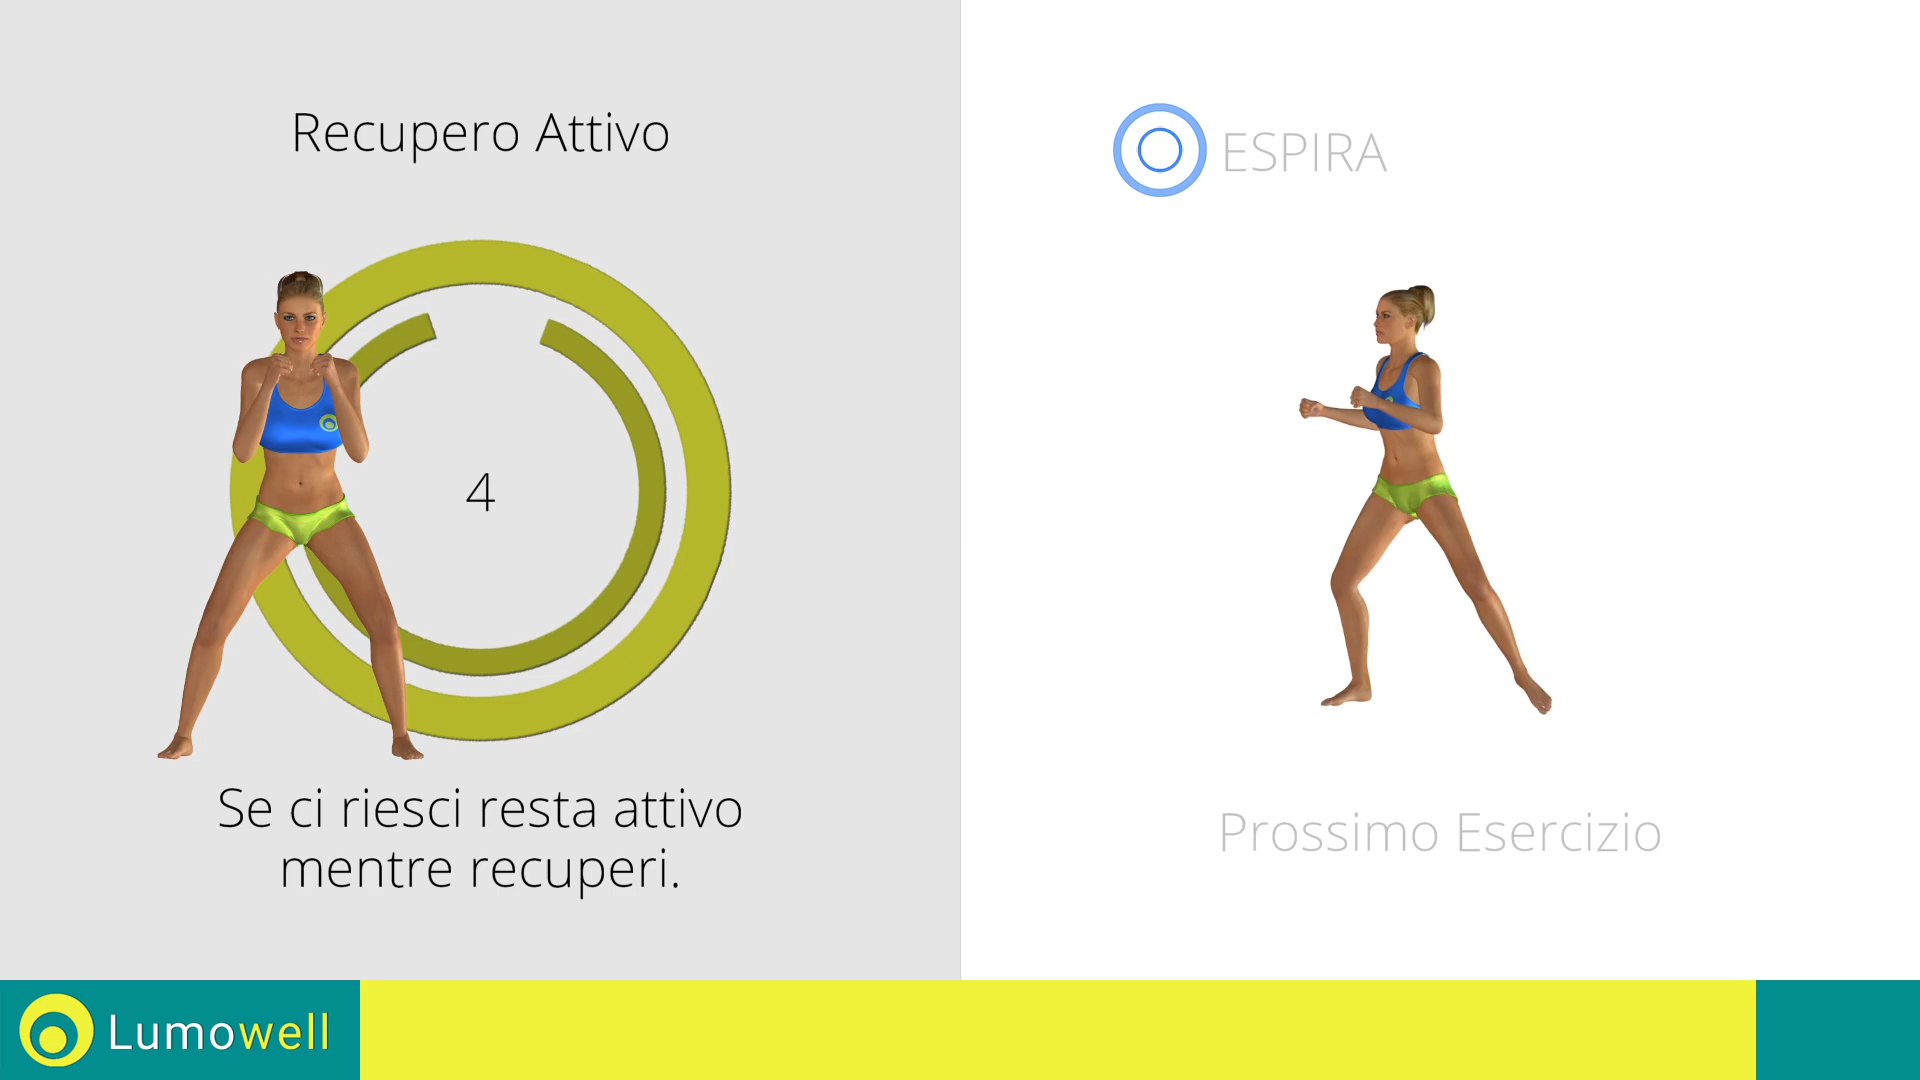 Recupero Attivo
4
Se ci riesci resta attivo
mentre recuperi.
ESPIRA
Prossimo Esercizio
Lumowell